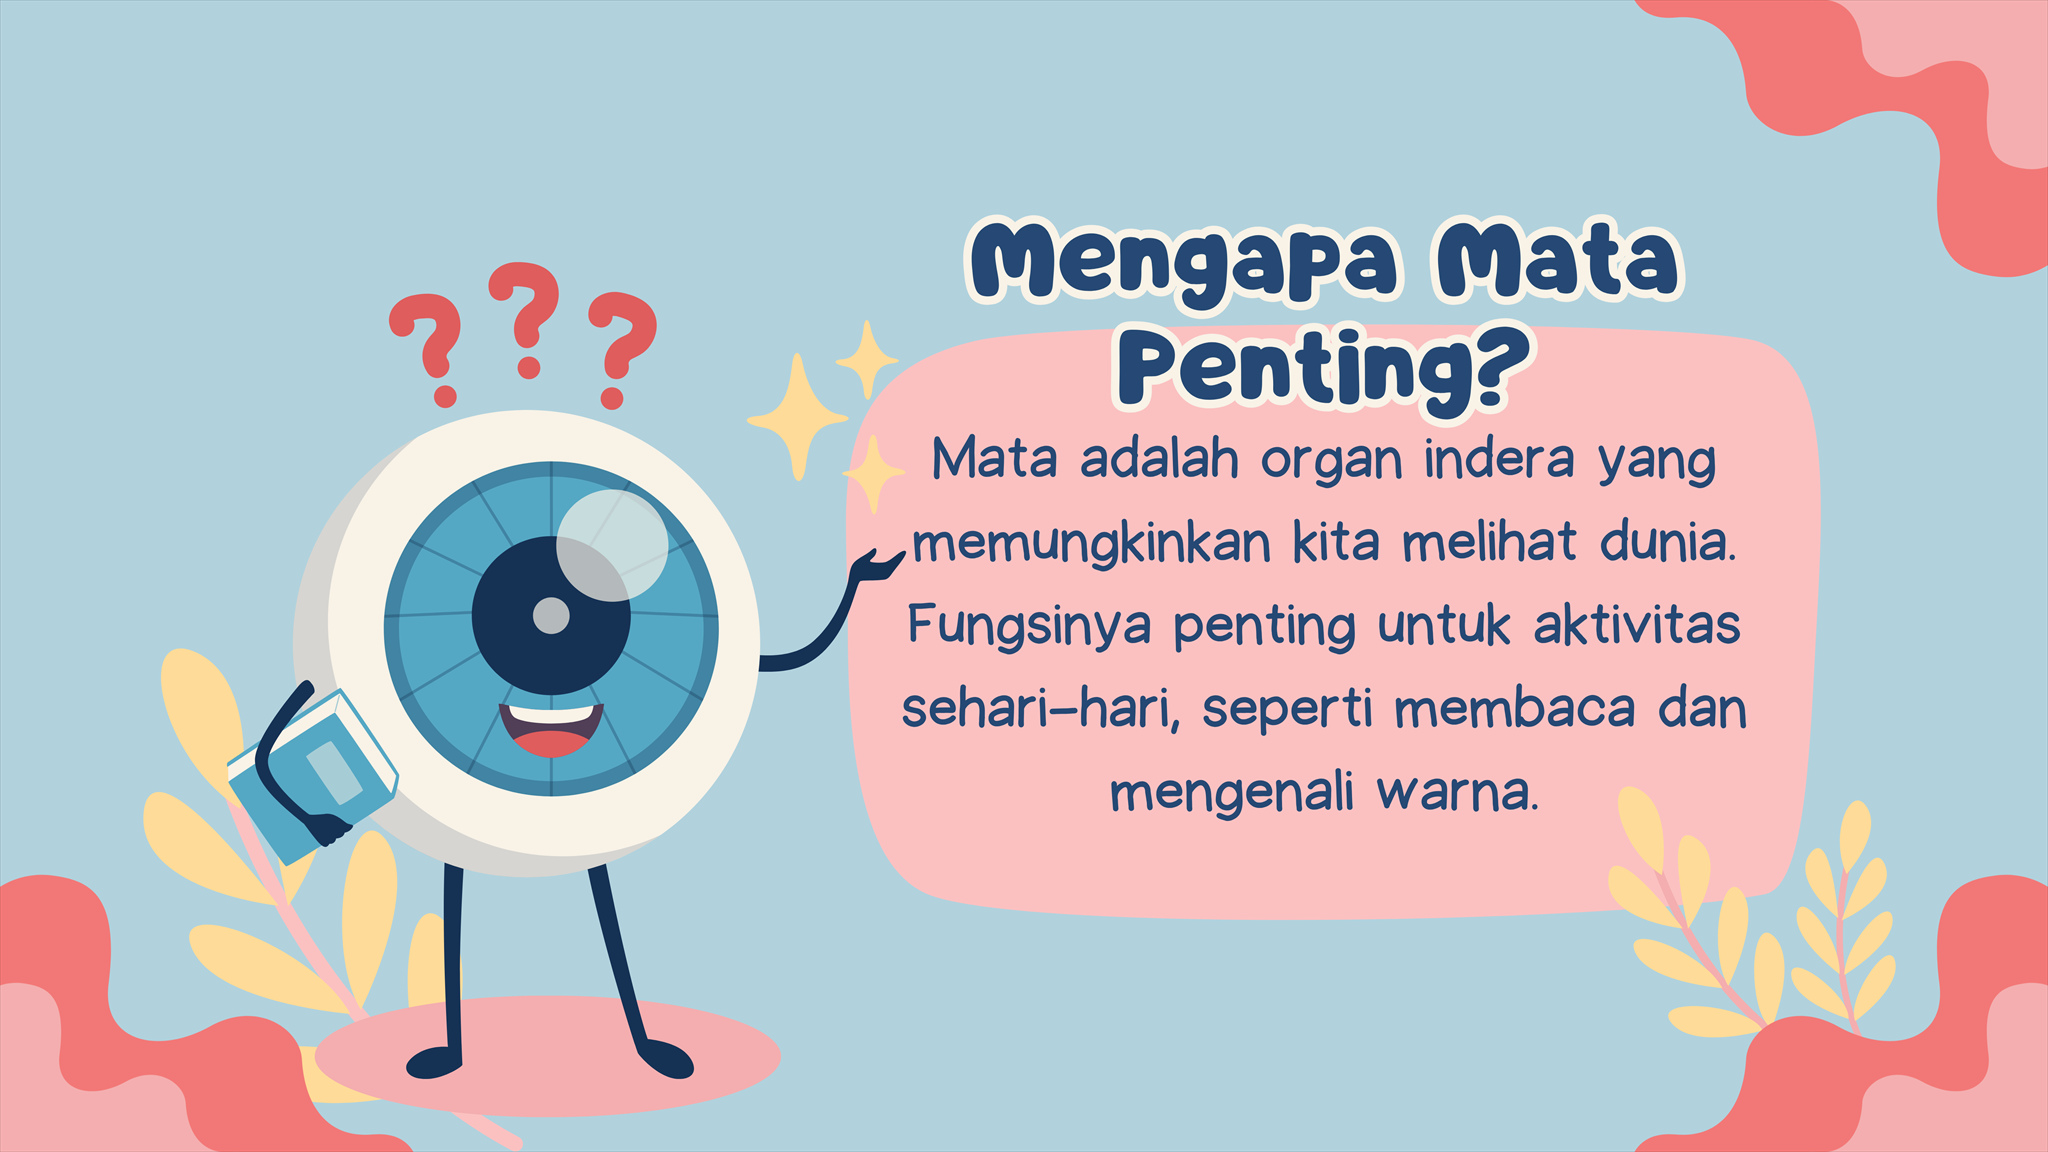 ???
Mengapa Mata
Penting?
Mata adalah organ indera yang
memungkinkan kita melihat dunia.
Fungsinya penting untuk aktivitas
sehari-hari, seperti membaca dan
mengenali warna.